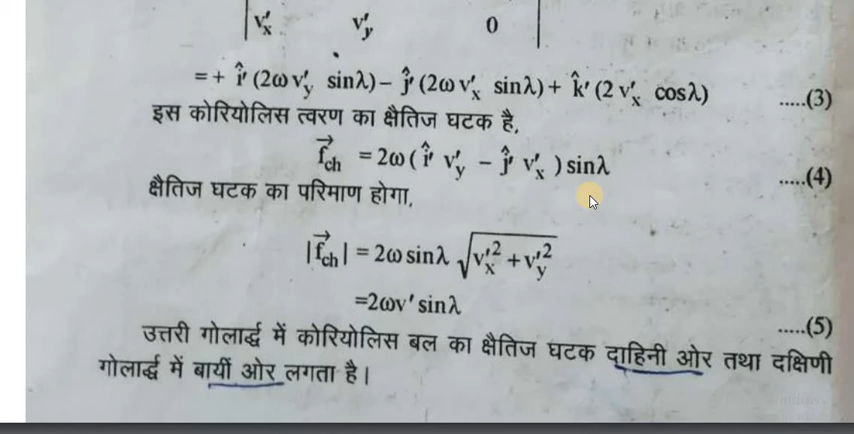 v′ₓ v′ᵧ 0
= + î′ (2ω v′ᵧ sinλ) − ĵ′ (2ω v′ₓ sinλ) + k̂′ (2 v′ₓ cosλ) .....(3)
इस कोरियोलिस त्वरण का क्षैतिज घटक है,
f⃗ch = 2ω ( î′ v′ᵧ − ĵ′ v′ₓ ) sinλ .....(4)
क्षैतिज घटक का परिमाण होगा,
|f⃗ch| = 2ω sinλ √(v′ₓ² + v′ᵧ²)
=2ωv′ sinλ .....(5)
उत्तरी गोलार्द्ध में कोरियोलिस बल का क्षैतिज घटक दाहिनी ओर तथा दक्षिणी
गोलार्द्ध में बायीं ओर लगता है।